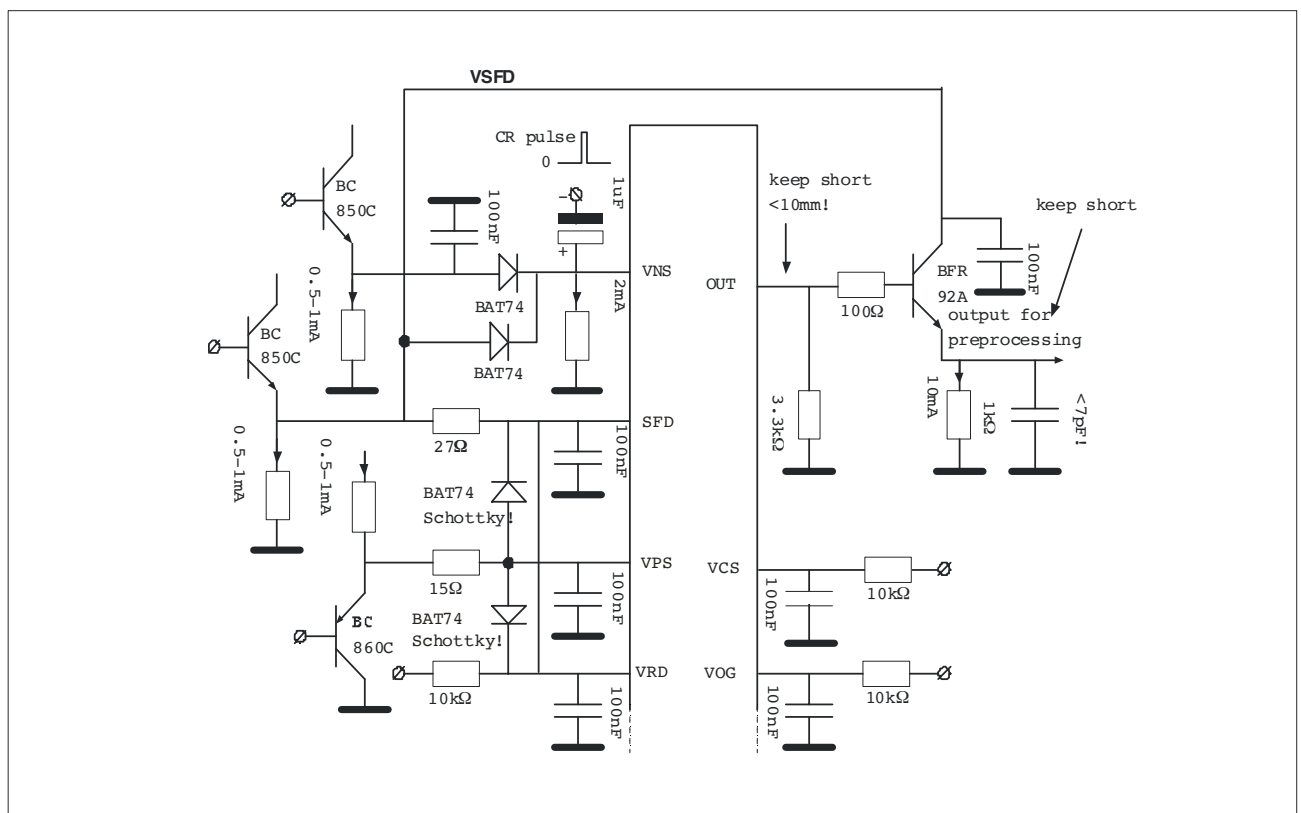 VSFD
CR pulse
0
1uF
-
+
BC
850C
100nF
0.5-1mA
BAT74
BAT74
VNS
2mA
BC
850C
0.5-1mA
0.5-1mA
27Ω
SFD
100nF
BAT74
Schottky!
15Ω
VPS
100nF
BC
860C
BAT74
Schottky!
10kΩ
VRD
100nF
keep short
<10mm!
keep short
OUT
100Ω
BFR
92A
100nF
output for
preprocessing
3.3kΩ
10mA
1kΩ
<7pF!
VCS
100nF
10kΩ
VOG
100nF
10kΩ